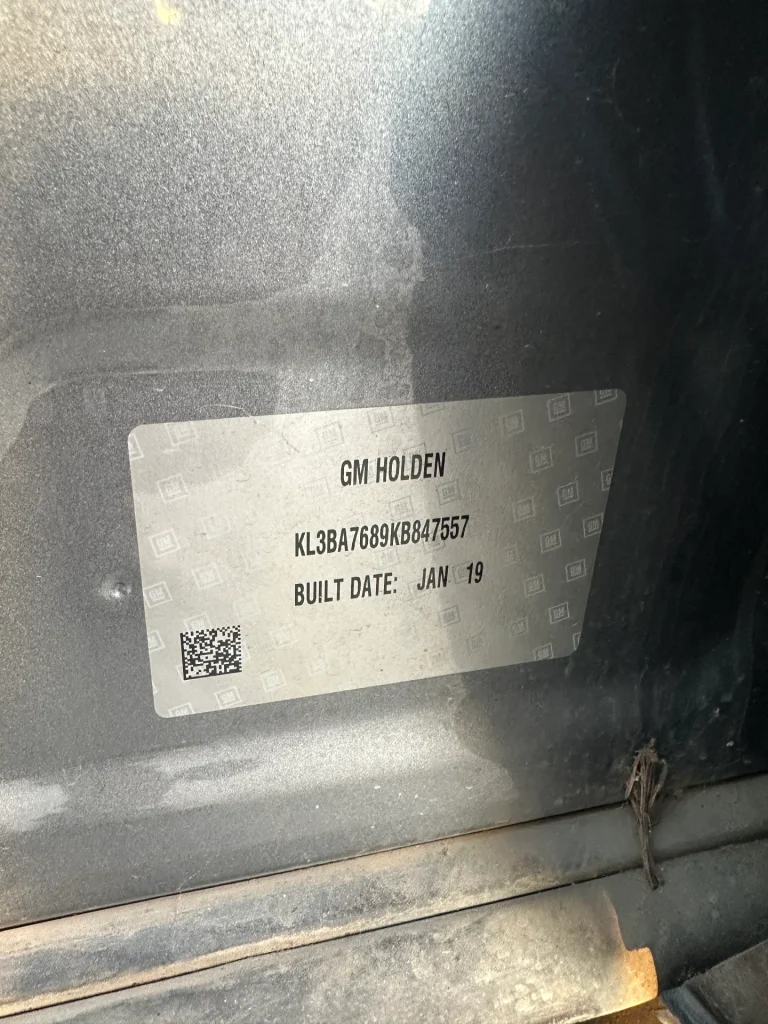 GM HOLDEN
KL3BA7689KB847557
BUILT DATE: JAN 19